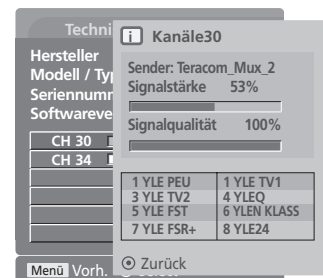 Techni
Hersteller
Modell / Typ
Seriennumm
Softwareve
CH 30
CH 34
Menü Vorh.
i Kanäle30
Sender: Teracom_Mux_2
Signalstärke 53%
Signalqualität 100%
1 YLE PEU 1 YLE TV1
3 YLE TV2 4 YLEQ
5 YLE FST 6 YLEN KLASS
7 YLE FSR+ 8 YLE24
Zurück